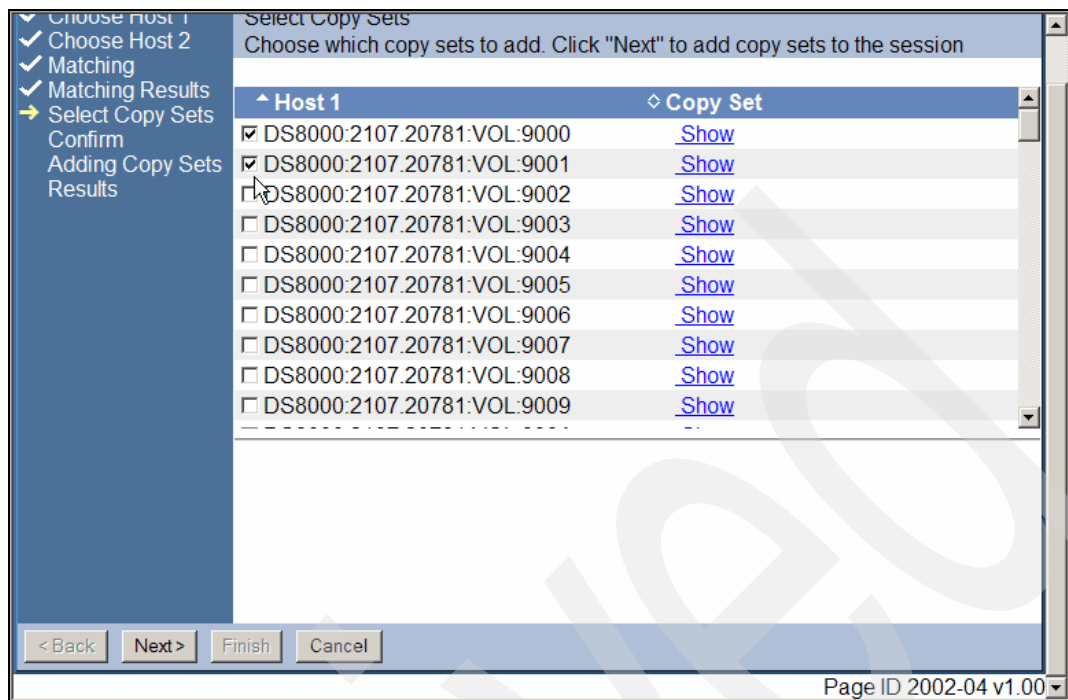 Choose Host 1
Choose Host 2
Matching
Matching Results
Select Copy Sets
Confirm
Adding Copy Sets
Results
Select Copy Sets
Choose which copy sets to add. Click "Next" to add copy sets to the session
Host 1 Copy Set
DS8000:2107.20781:VOL:9000 Show
DS8000:2107.20781:VOL:9001 Show
DS8000:2107.20781:VOL:9002 Show
DS8000:2107.20781:VOL:9003 Show
DS8000:2107.20781:VOL:9004 Show
DS8000:2107.20781:VOL:9005 Show
DS8000:2107.20781:VOL:9006 Show
DS8000:2107.20781:VOL:9007 Show
DS8000:2107.20781:VOL:9008 Show
DS8000:2107.20781:VOL:9009 Show
< Back Next > Finish Cancel
Page ID 2002-04 v1.00